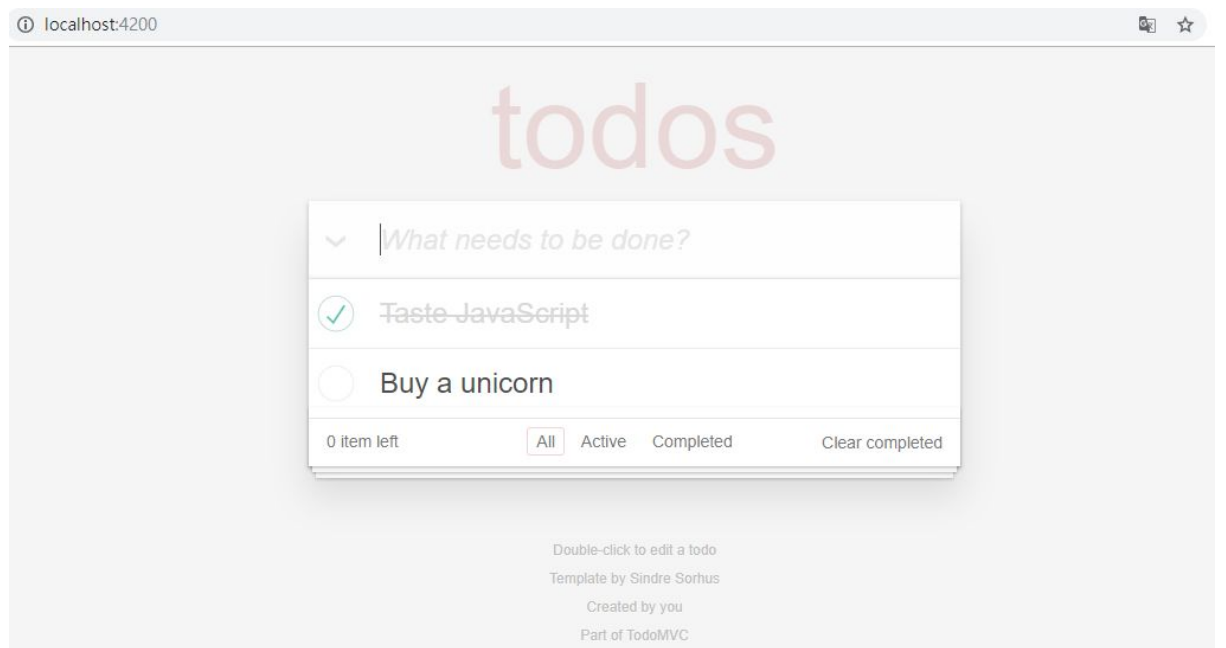 localhost:4200
todos
What needs to be done?
Taste JavaScript
Buy a unicorn
0 item left All Active Completed Clear completed
Double-click to edit a todo
Template by Sindre Sorhus
Created by you
Part of TodoMVC